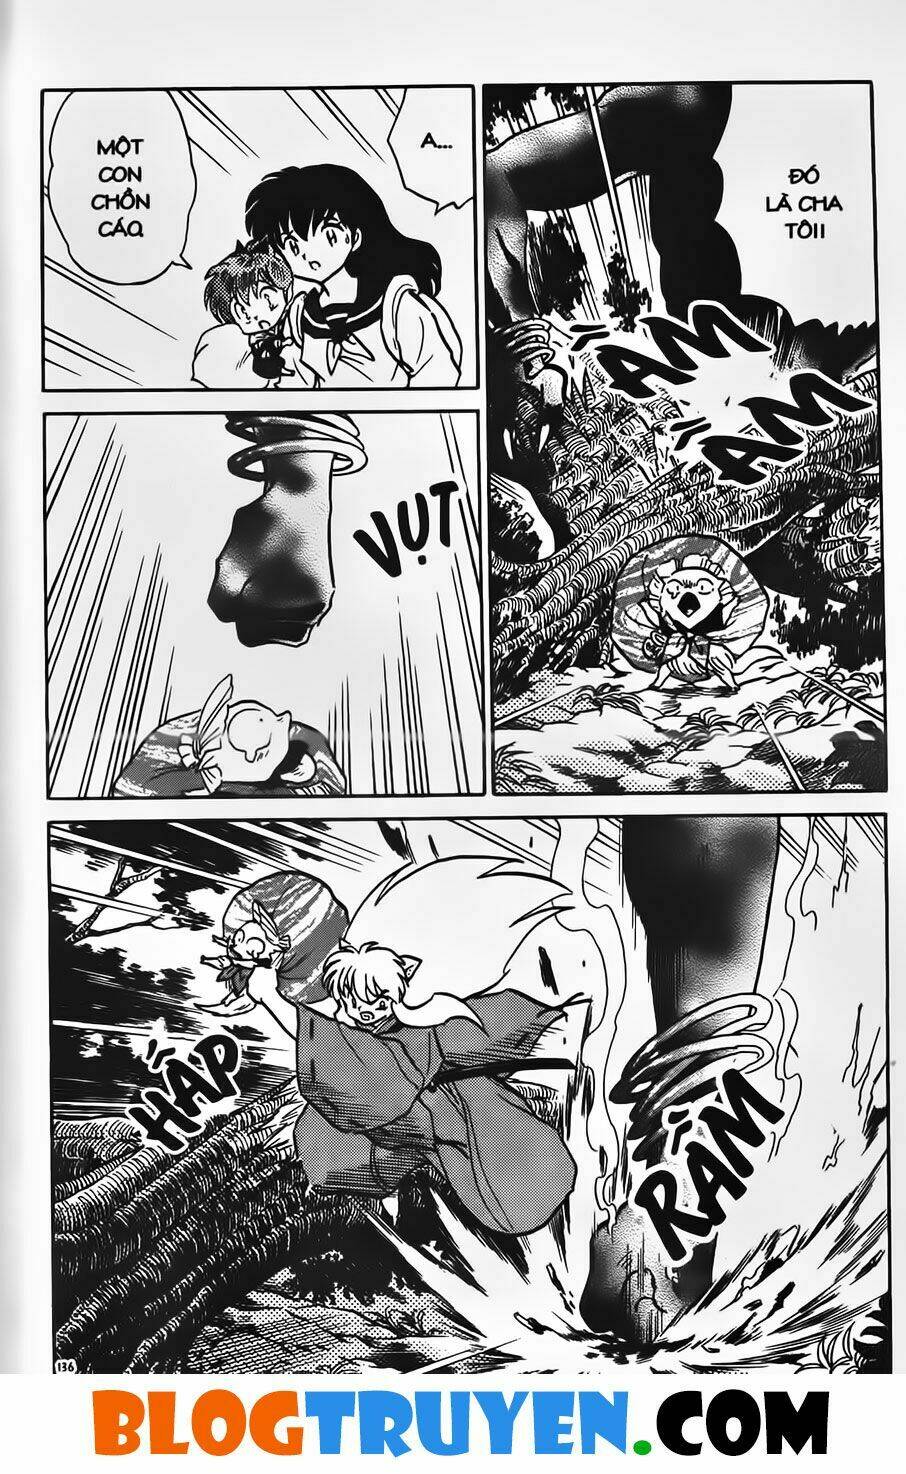 ĐÓ
LÀ CHA
TÔI!
ẦM
ẦM
A...
MỘT
CON
CHỒN
CÁO.
VỤT
HẤP
RẦM
136
BLOGTRUYEN.COM